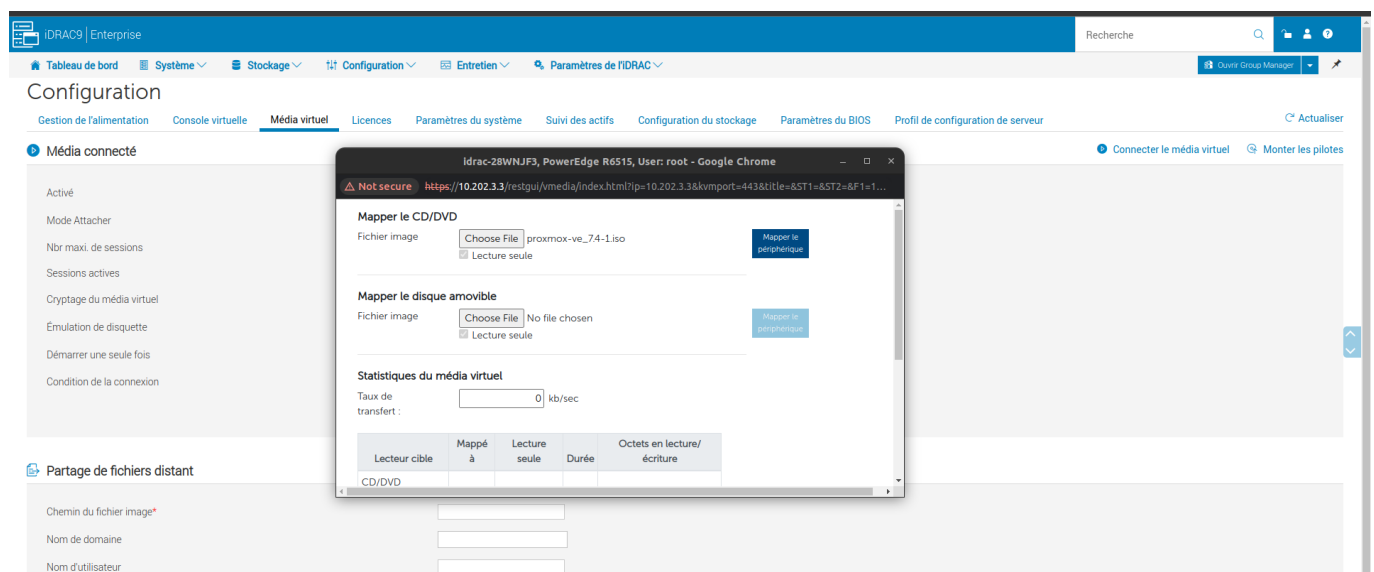 iDRAC9 | Enterprise
Recherche
Tableau de bord Système Stockage Configuration Entretien Paramètres de l'iDRAC
Ouvrir Group Manager
Configuration
Gestion de l'alimentation Console virtuelle Média virtuel Licences Paramètres du système Suivi des actifs Configuration du stockage Paramètres du BIOS Profil de configuration de serveur
Actualiser
Média connecté
Connecter le média virtuel Monter les pilotes
Activé
Mode Attacher
Nbr maxi. de sessions
Sessions actives
Cryptage du média virtuel
Émulation de disquette
Démarrer une seule fois
Condition de la connexion
idrac-28WNJF3, PowerEdge R6515, User: root - Google Chrome
Not secure https://10.202.3.3/restgui/vmedia/index.html?ip=10.202.3.3&kvmport=443&title=&ST1=&ST2=&F1=1...
Mapper le CD/DVD
Fichier image Choose File proxmox-ve_7.4-1.iso
Lecture seule
Mapper le
périphérique
Mapper le disque amovible
Fichier image Choose File No file chosen
Lecture seule
Mapper le
périphérique
Statistiques du média virtuel
Taux de
transfert :
0 kb/sec
Lecteur cible
Mappé
à
Lecture
seule
Durée
Octets en lecture/
écriture
CD/DVD
Partage de fichiers distant
Chemin du fichier image*
Nom de domaine
Nom d'utilisateur